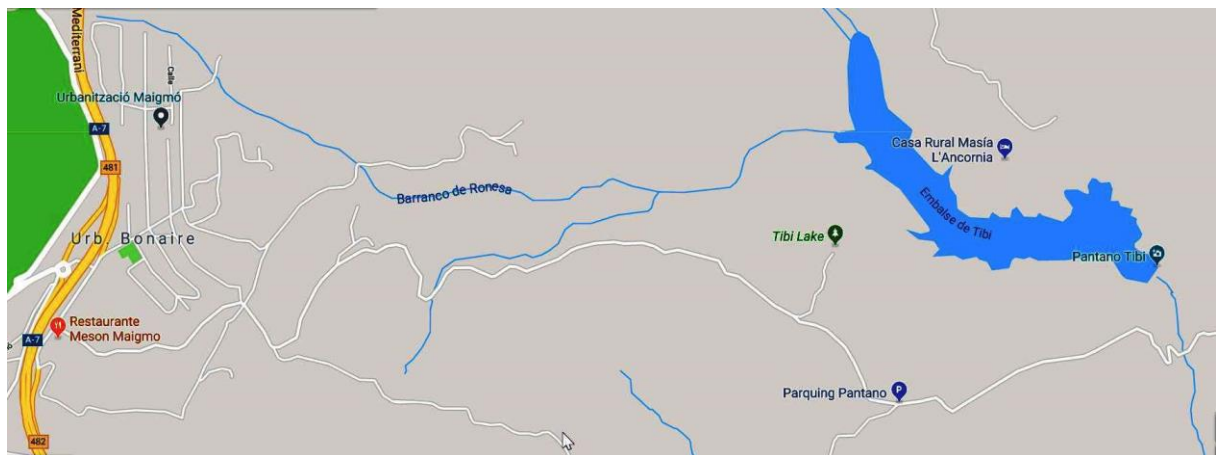 Mediterrani
Calle
Urbanització Maigmó
A-7
481
Casa Rural Masía
L'Ancornia
Barranco de Ronesa
Embalse de Tibi
Urb. Bonaire
Tibi Lake
Pantano Tibi
Restaurante
Meson Maigmo
A-7
Parquing Pantano
P
482